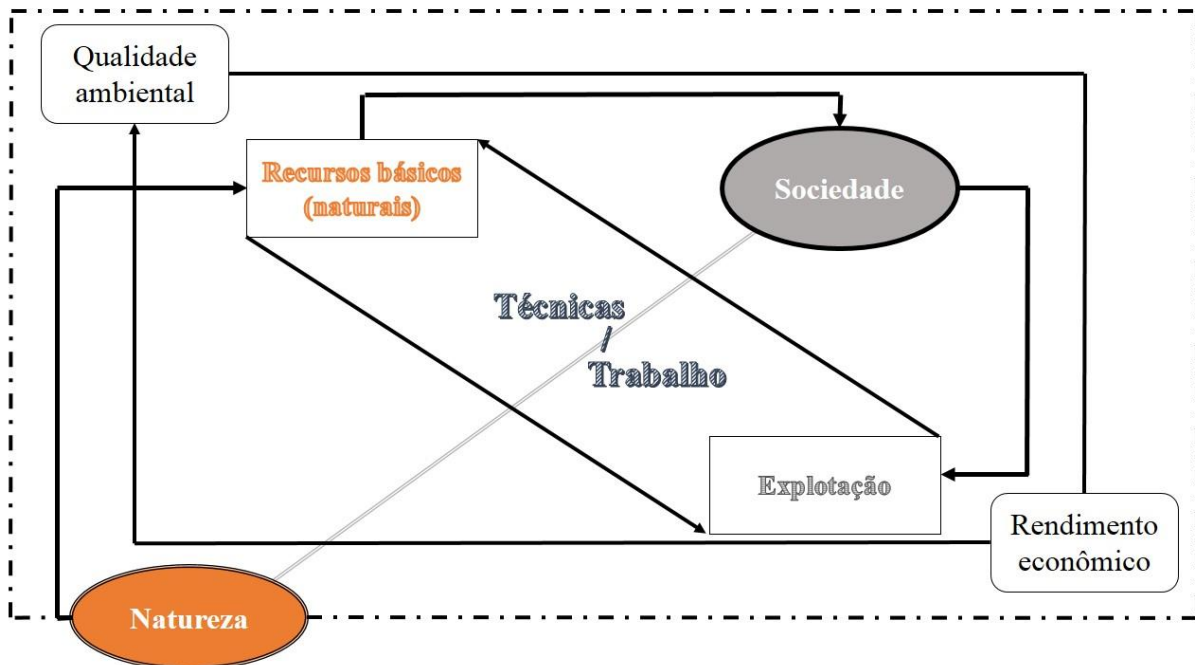 Qualidade
ambiental
Recursos básicos
(naturais)
Sociedade
Técnicas
/
Trabalho
Explotação
Rendimento
econômico
Natureza